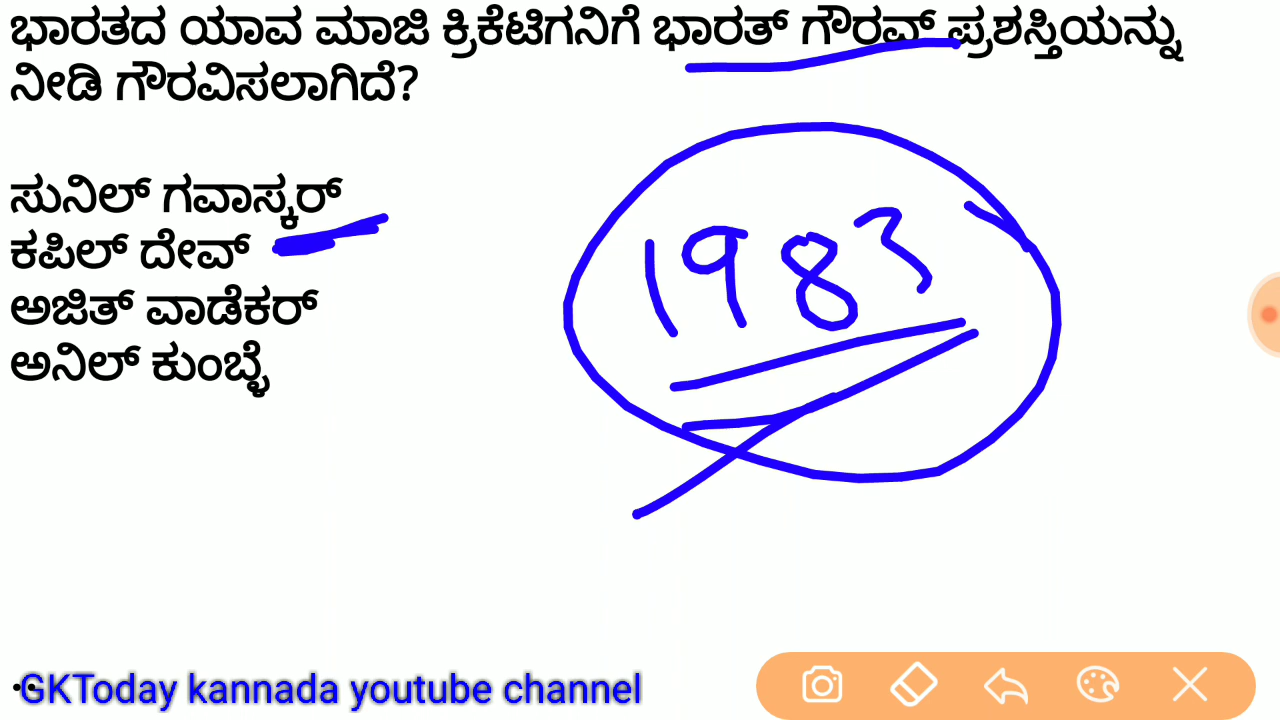 ಭಾರತದ ಯಾವ ಮಾಜಿ ಕ್ರಿಕೆಟಿಗನಿಗೆ ಭಾರತ್ ಗೌರವ್ ಪ್ರಶಸ್ತಿಯನ್ನು
ನೀಡಿ ಗೌರವಿಸಲಾಗಿದೆ?
ಸುನಿಲ್ ಗವಾಸ್ಕರ್
ಕಪಿಲ್ ದೇವ್
ಅಜಿತ್ ವಾಡೆಕರ್
ಅನಿಲ್ ಕುಂಬ್ಳೆ
1983
GKToday kannada youtube channel